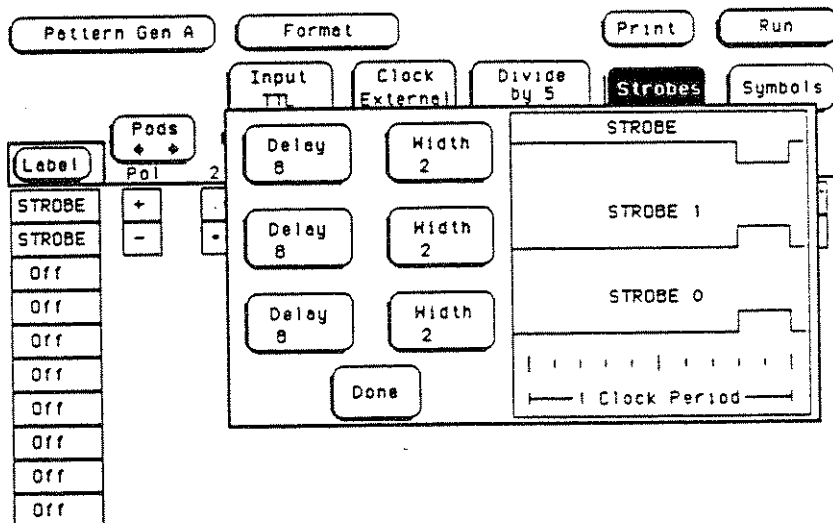 Pattern Gen A
Format
Print
Run
Input
TTL
Clock
External
Divide
by 5
Strobes
Symbols
Label
Pods
Pol
2
STROBE
+
STROBE
-
Off
Off
Off
Off
Off
Off
Off
Off
Delay
8
Width
2
Delay
8
Width
2
Delay
8
Width
2
Done
STROBE
STROBE 1
STROBE 0
1 Clock Period